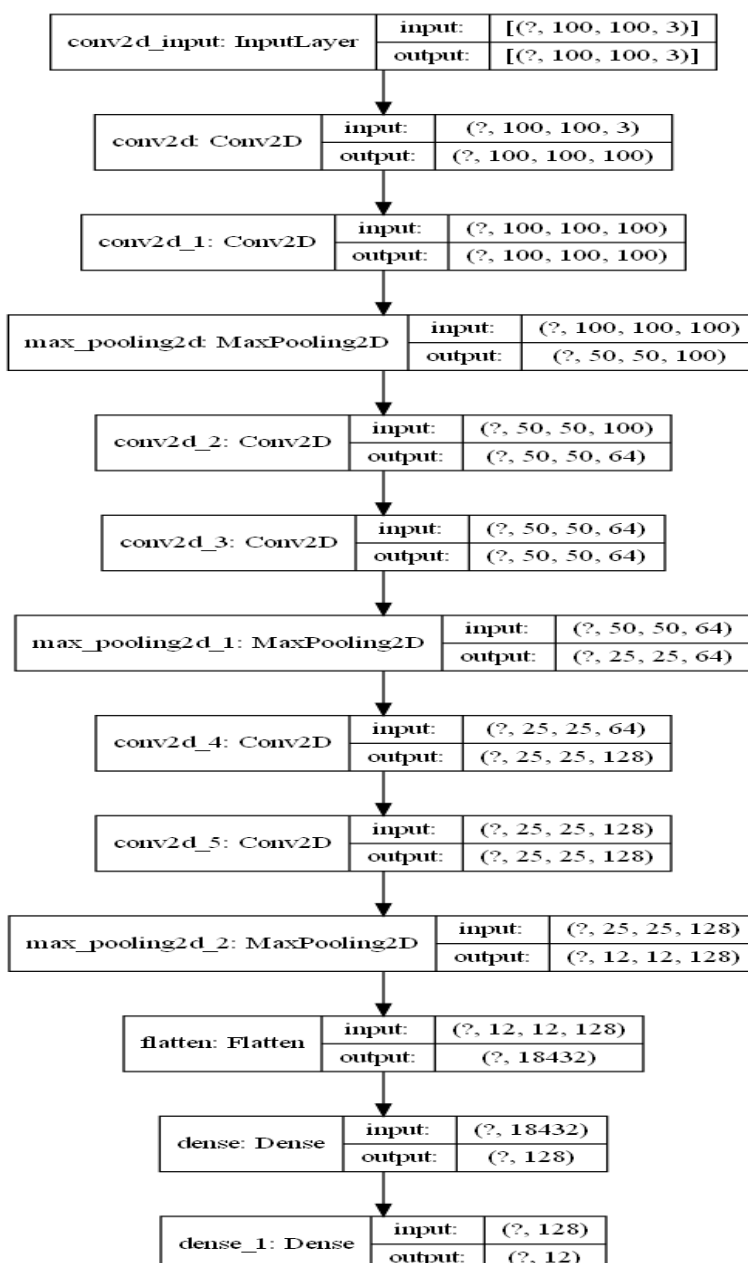 conv2d_input: InputLayer
input: [(?, 100, 100, 3)]
output: [(?, 100, 100, 3)]
conv2d: Conv2D
input: (?, 100, 100, 3)
output: (?, 100, 100, 100)
conv2d_1: Conv2D
input: (?, 100, 100, 100)
output: (?, 100, 100, 100)
max_pooling2d: MaxPooling2D
input: (?, 100, 100, 100)
output: (?, 50, 50, 100)
conv2d_2: Conv2D
input: (?, 50, 50, 100)
output: (?, 50, 50, 64)
conv2d_3: Conv2D
input: (?, 50, 50, 64)
output: (?, 50, 50, 64)
max_pooling2d_1: MaxPooling2D
input: (?, 50, 50, 64)
output: (?, 25, 25, 64)
conv2d_4: Conv2D
input: (?, 25, 25, 64)
output: (?, 25, 25, 128)
conv2d_5: Conv2D
input: (?, 25, 25, 128)
output: (?, 25, 25, 128)
max_pooling2d_2: MaxPooling2D
input: (?, 25, 25, 128)
output: (?, 12, 12, 128)
flatten: Flatten
input: (?, 12, 12, 128)
output: (?, 18432)
dense: Dense
input: (?, 18432)
output: (?, 128)
dense_1: Dense
input: (?, 128)
output: (?, 12)